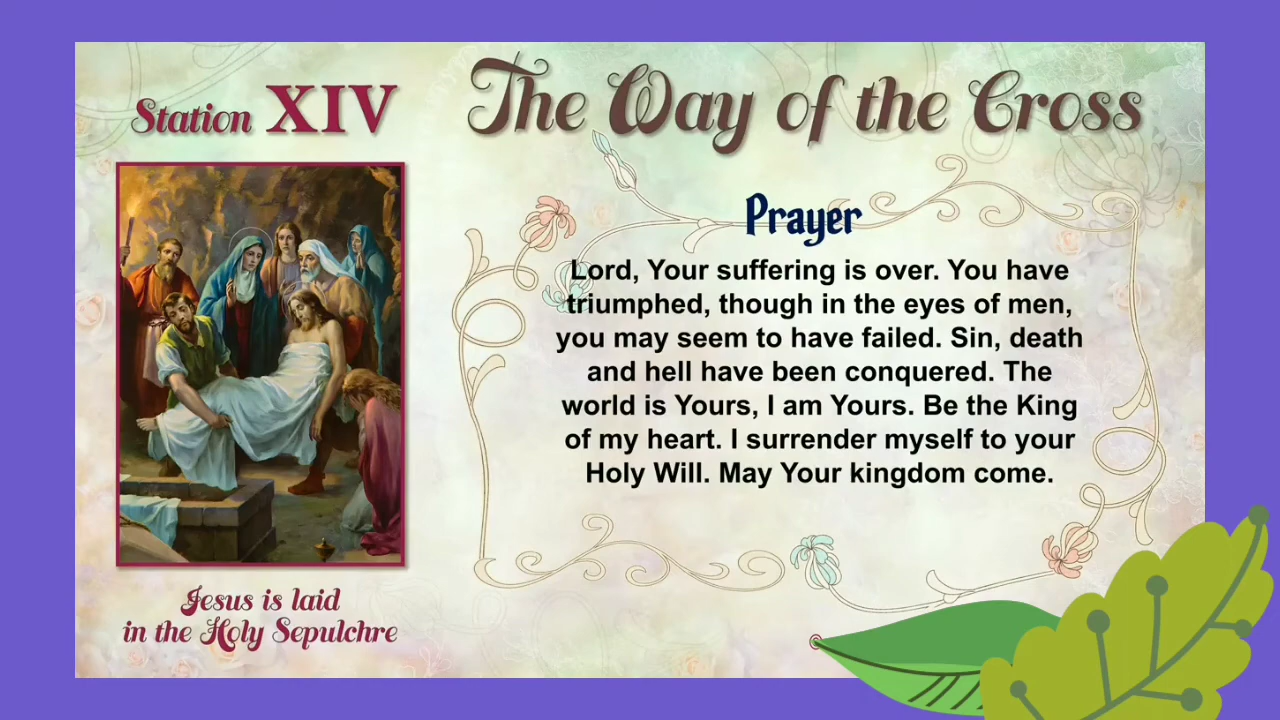 Station XIV
The Way of the Cross
Prayer
Lord, Your suffering is over. You have
triumphed, though in the eyes of men,
you may seem to have failed. Sin, death
and hell have been conquered. The
world is Yours, I am Yours. Be the King
of my heart. I surrender myself to your
Holy Will. May Your kingdom come.
Jesus is laid
in the Holy Sepulchre